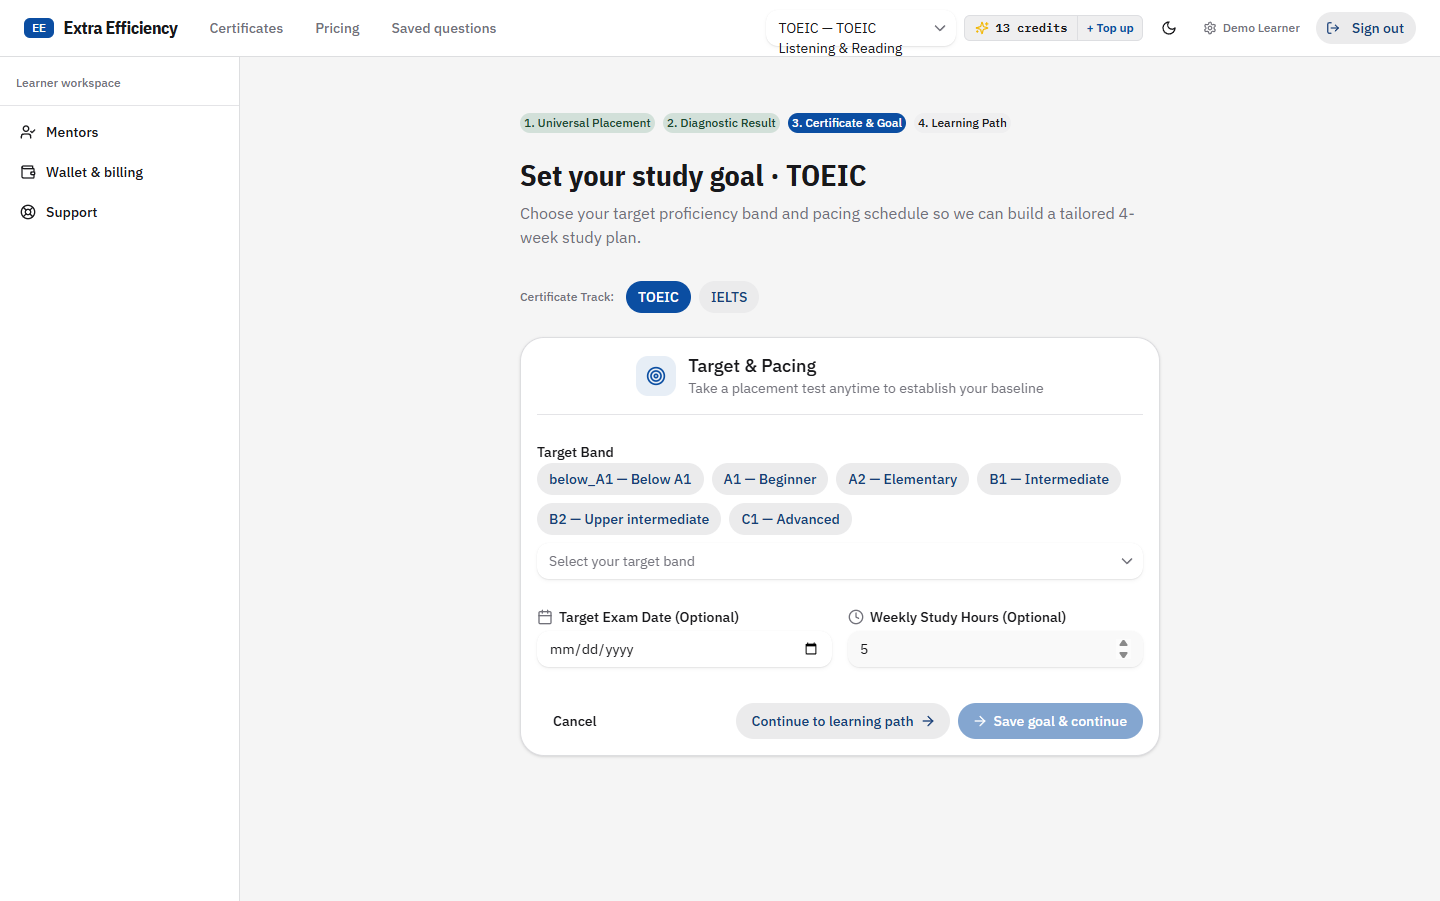 EE Extra Efficiency Certificates Pricing Saved questions
TOEIC — TOEIC
Listening & Reading
13 credits + Top up Demo Learner Sign out
Learner workspace
Mentors
Wallet & billing
Support
1. Universal Placement 2. Diagnostic Result 3. Certificate & Goal 4. Learning Path
Set your study goal · TOEIC
Choose your target proficiency band and pacing schedule so we can build a tailored 4-
week study plan.
Certificate Track: TOEIC IELTS
Target & Pacing
Take a placement test anytime to establish your baseline
Target Band
below_A1 — Below A1 A1 — Beginner A2 — Elementary B1 — Intermediate
B2 — Upper intermediate C1 — Advanced
Select your target band
Target Exam Date (Optional) Weekly Study Hours (Optional)
mm/dd/yyyy 5
Cancel Continue to learning path Save goal & continue